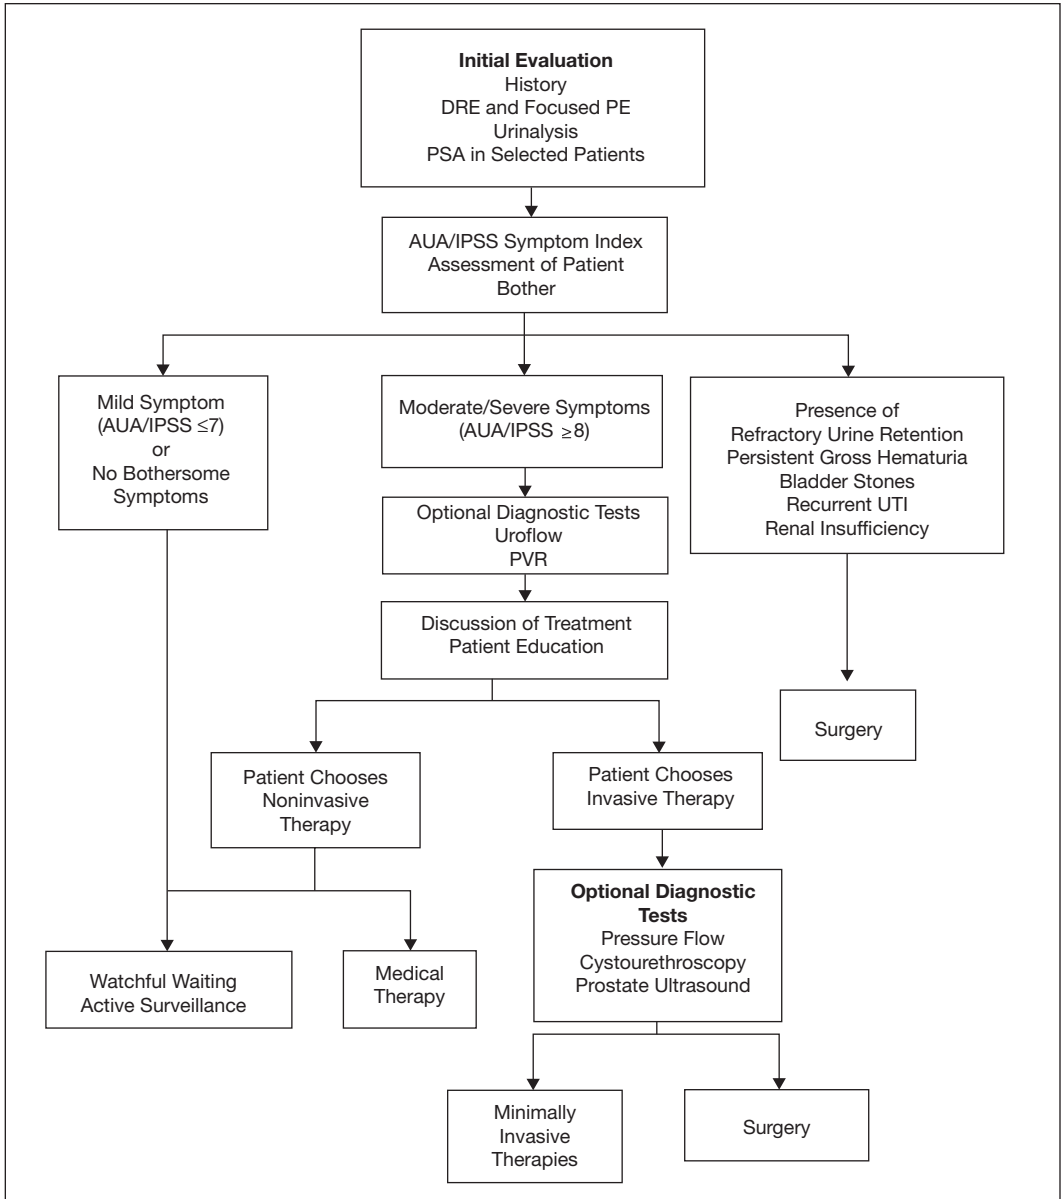 Initial Evaluation
History
DRE and Focused PE
Urinalysis
PSA in Selected Patients
AUA/IPSS Symptom Index
Assessment of Patient
Bother
Mild Symptom
(AUA/IPSS ≤7)
or
No Bothersome
Symptoms
Moderate/Severe Symptoms
(AUA/IPSS ≥8)
Presence of
Refractory Urine Retention
Persistent Gross Hematuria
Bladder Stones
Recurrent UTI
Renal Insufficiency
Optional Diagnostic Tests
Uroflow
PVR
Discussion of Treatment
Patient Education
Surgery
Patient Chooses
Noninvasive
Therapy
Patient Chooses
Invasive Therapy
Optional Diagnostic
Tests
Pressure Flow
Cystourethroscopy
Prostate Ultrasound
Watchful Waiting
Active Surveillance
Medical
Therapy
Minimally
Invasive
Therapies
Surgery